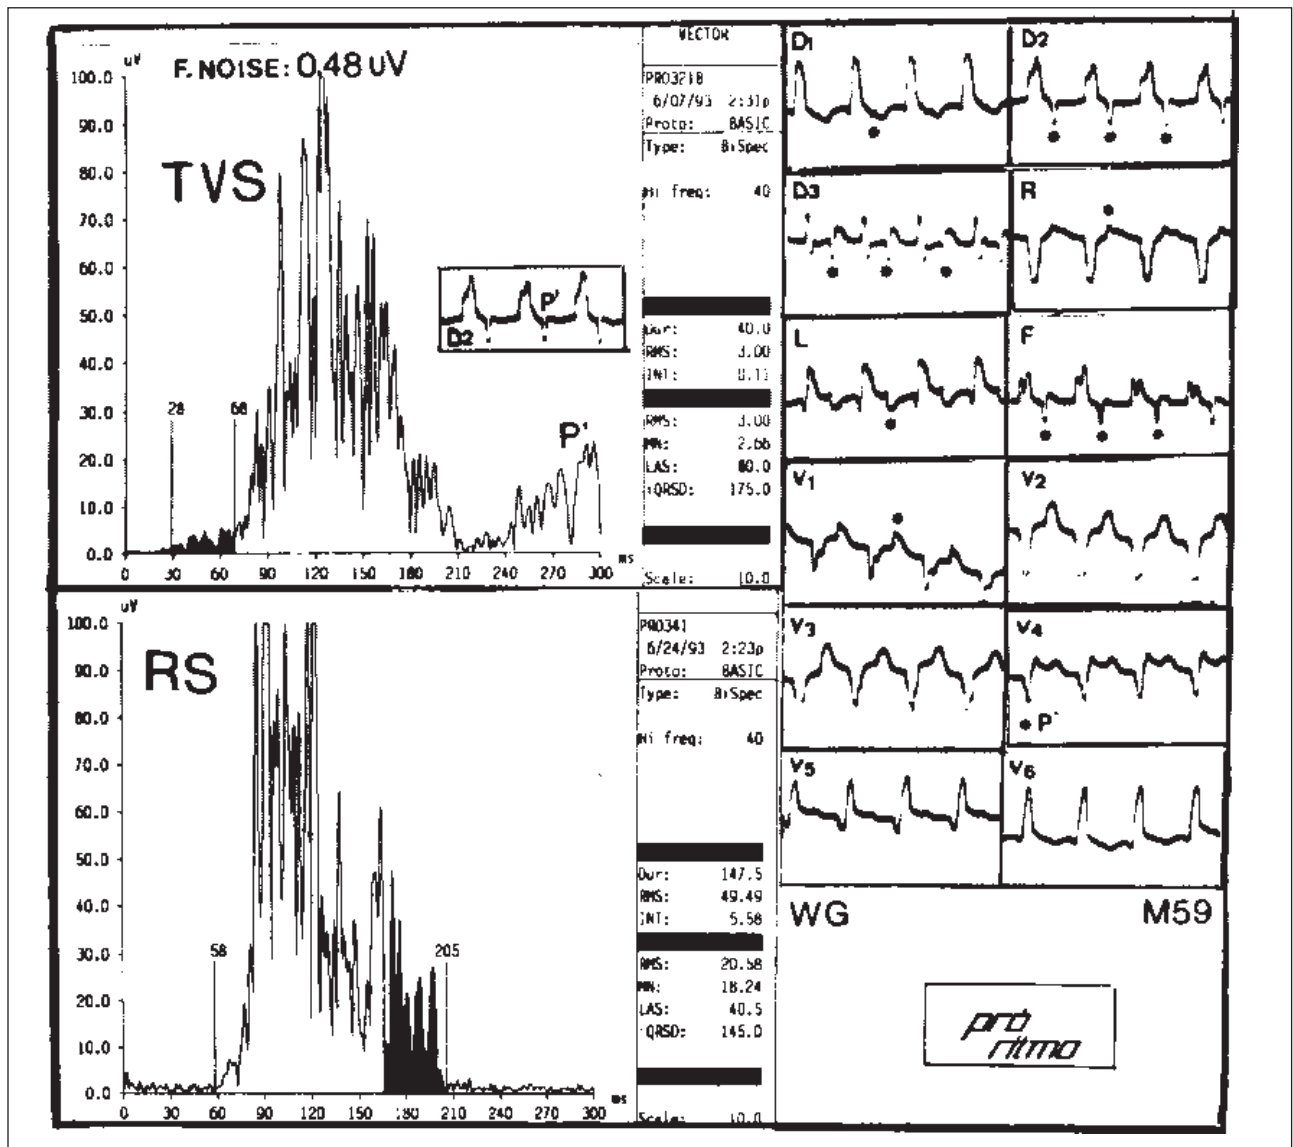 uV
F. NOISE: 0.48 uV
TVS
100.0
90.0
80.0
70.0
60.0
50.0
40.0
30.0
20.0
10.0
0.0
28
68
P'
D2
P'
0 30 60 90 120 150 180 210 240 270 300 ms
VECTOR
PRO3218
6/07/93 2:31p
Proto: BASIC
Type: BiSpec
Hi freq: 40
Dur: 40.0
RMS: 3.00
INT: 0.11
RMS: 3.00
MN: 2.66
LAS: 80.0
QRSD: 175.0
Scale: 10.0
uV
RS
100.0
90.0
80.0
70.0
60.0
50.0
40.0
30.0
20.0
10.0
0.0
58
205
0 30 60 90 120 150 180 210 240 270 300 ms
PRO341
6/24/93 2:23p
Proto: BASIC
Type: BiSpec
Hi freq: 40
Dur: 147.5
RMS: 49.49
INT: 5.58
RMS: 20.58
MN: 18.24
LAS: 40.5
QRSD: 145.0
Scale: 10.0
D1
D2
D3
R
L
F
V1
V2
V3
V4
P'
V5
V6
WG M59
pró
ritmo